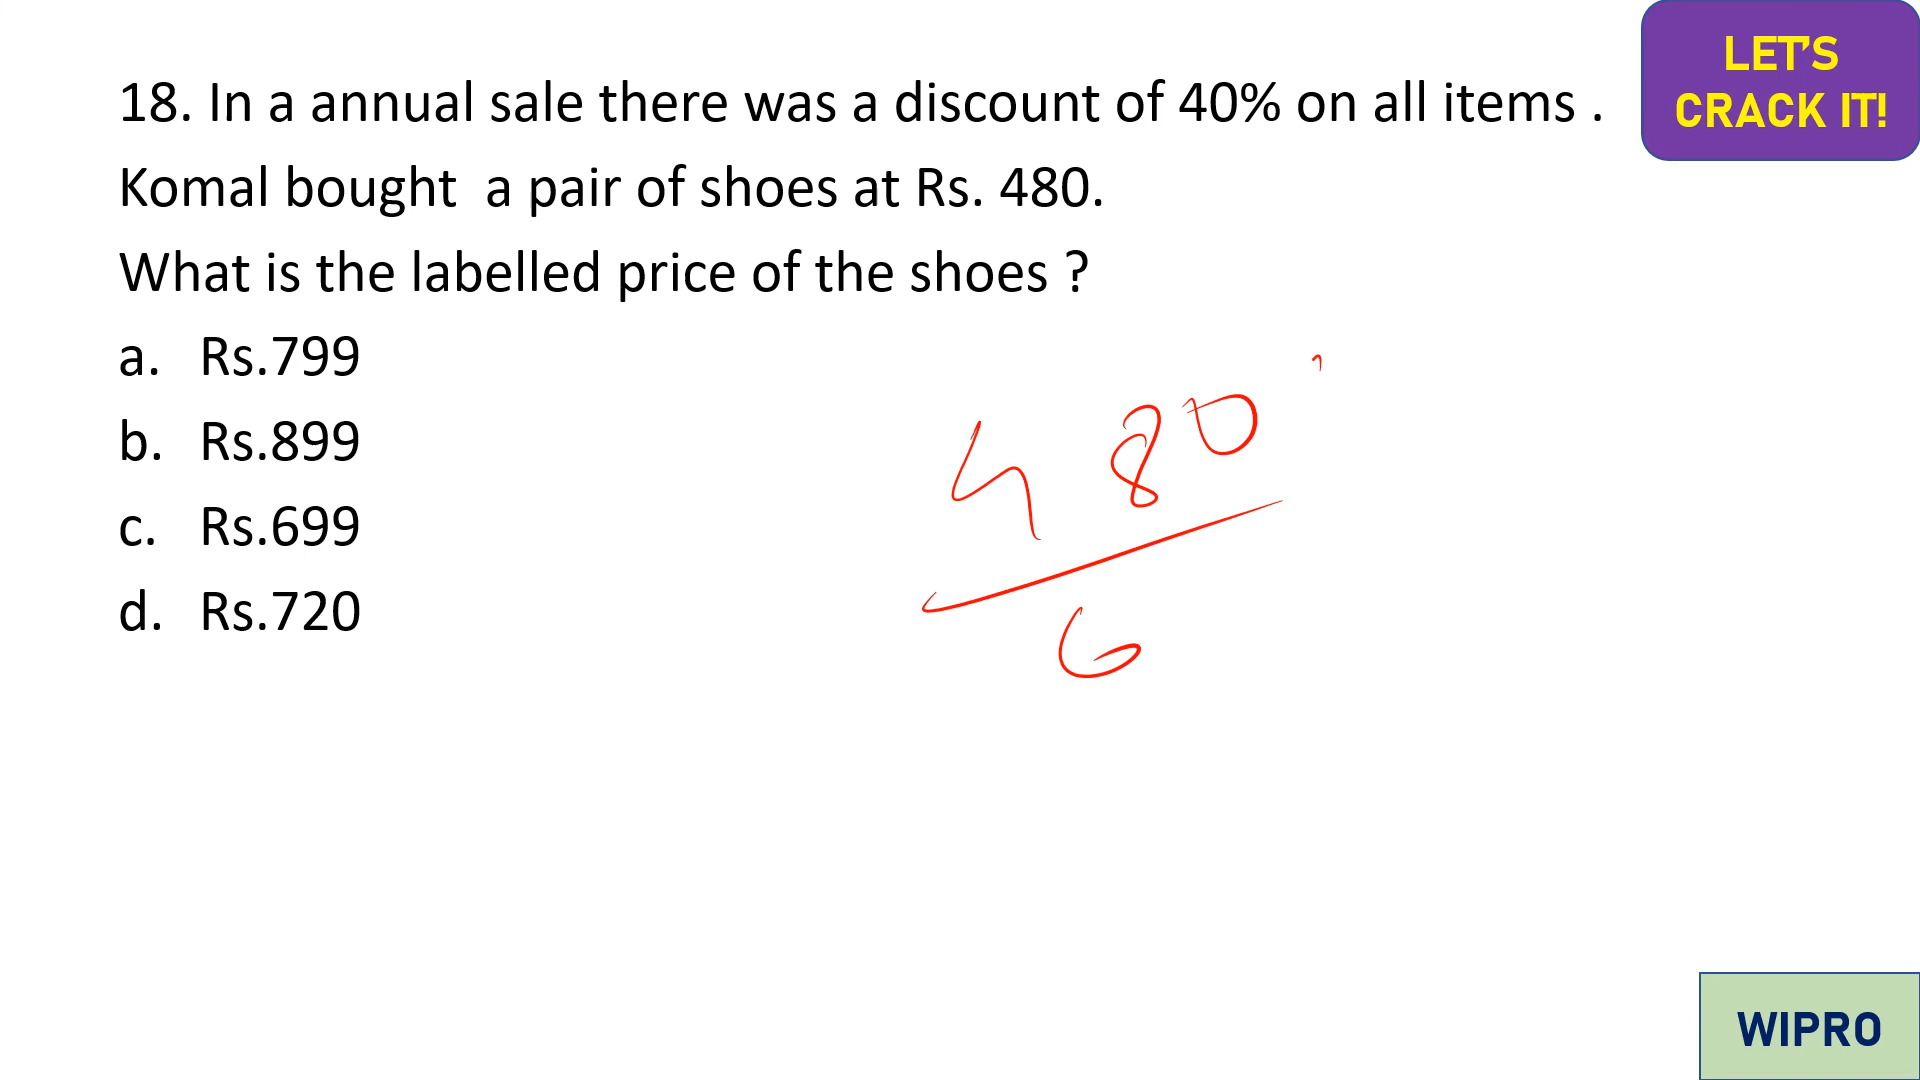 LET'S
CRACK IT!
18. In a annual sale there was a discount of 40% on all items .
Komal bought a pair of shoes at Rs. 480.
What is the labelled price of the shoes ?
a. Rs.799
b. Rs.899
c. Rs.699
d. Rs.720
480
6
WIPRO